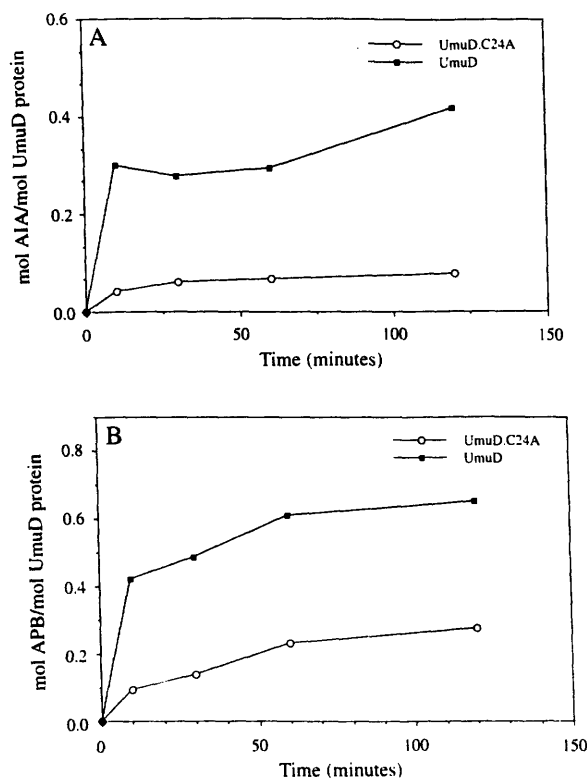 A
UmuD.C24A
UmuD
mol AIA/mol UmuD protein
0.6
0.4
0.2
0.0
0 50 100 150
Time (minutes)
B
UmuD.C24A
UmuD
mol APB/mol UmuD protein
0.8
0.6
0.4
0.2
0.0
0 50 100 150
Time (minutes)